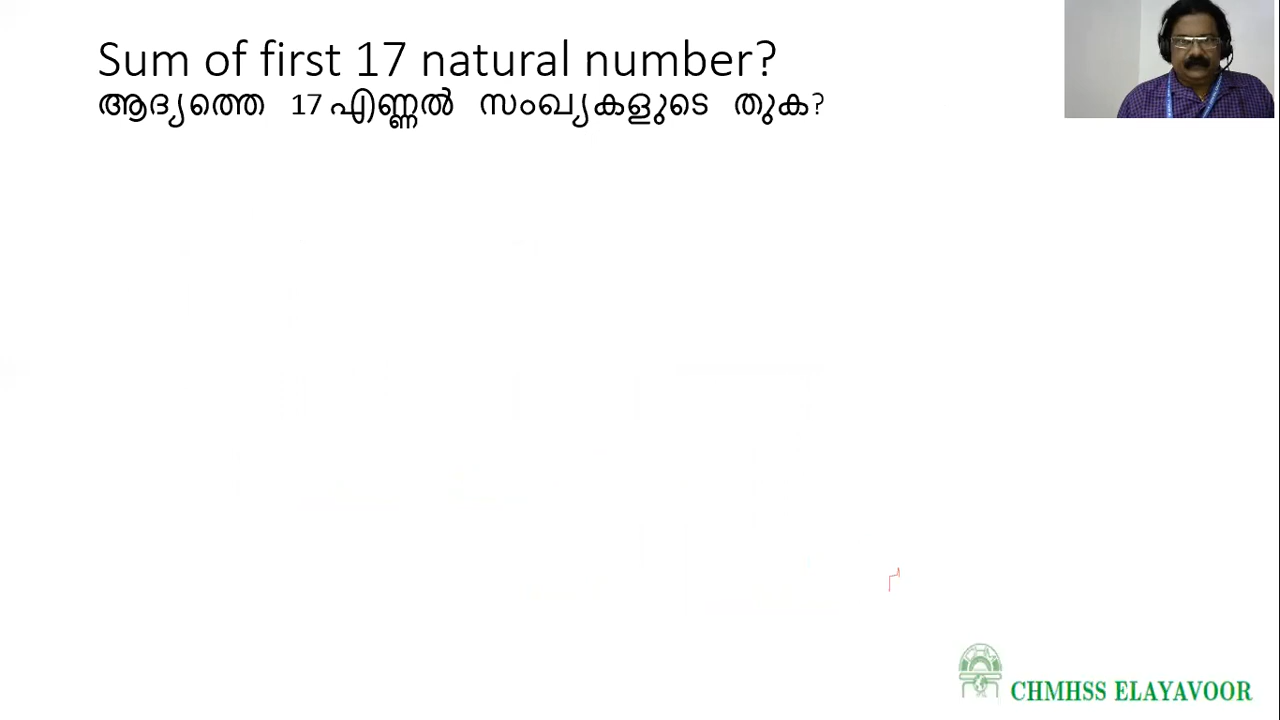 Sum of first 17 natural number?
ആദ്യത്തെ 17 എണ്ണൽ സംഖ്യകളുടെ തുക?
CHMHSS ELAYAVOOR